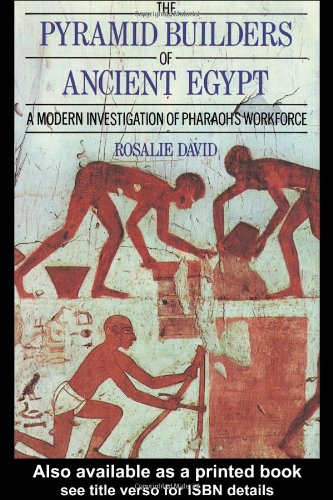 THE
PYRAMID BUILDERS
OF
ANCIENT EGYPT
A MODERN INVESTIGATION OF PHARAOH'S WORKFORCE
ROSALIE DAVID
Also available as a printed book
see title verso for ISBN details